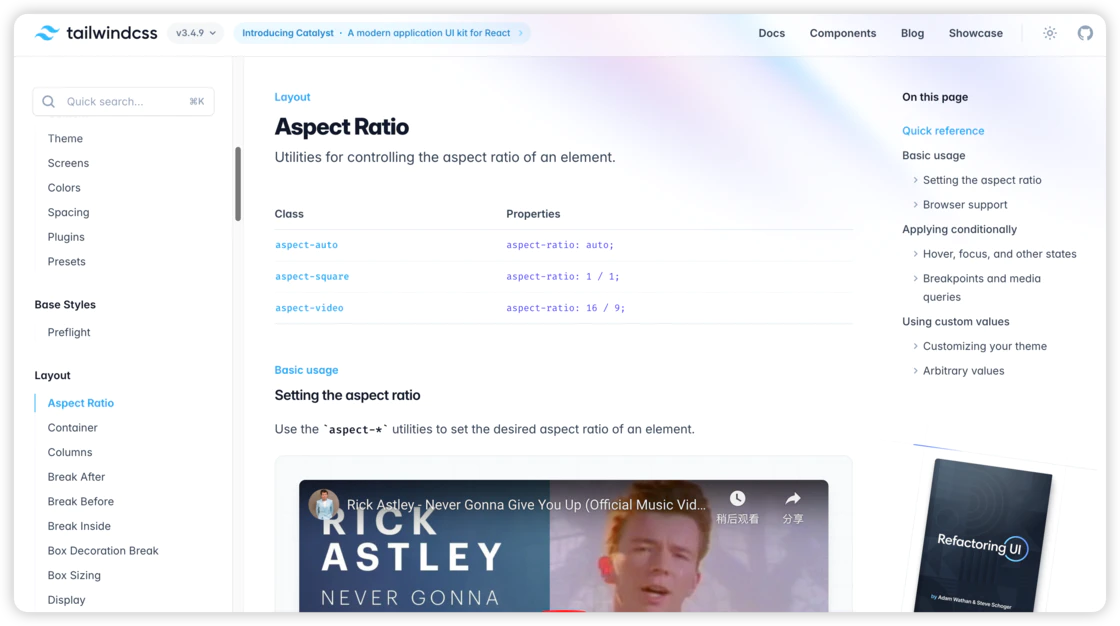 tailwindcss
v3.4.9
Introducing Catalyst · A modern application UI kit for React
Docs
Components
Blog
Showcase
Quick search...
⌘K
Theme
Screens
Colors
Spacing
Plugins
Presets
Base Styles
Preflight
Layout
Aspect Ratio
Container
Columns
Break After
Break Before
Break Inside
Box Decoration Break
Box Sizing
Display
Layout
Aspect Ratio
Utilities for controlling the aspect ratio of an element.
Class Properties
aspect-auto aspect-ratio: auto;
aspect-square aspect-ratio: 1 / 1;
aspect-video aspect-ratio: 16 / 9;
Basic usage
Setting the aspect ratio
Use the `aspect-*` utilities to set the desired aspect ratio of an element.
Rick Astley - Never Gonna Give You Up (Official Music Vid...
稍后观看
分享
RICK
ASTLEY
NEVER GONNA
On this page
Quick reference
Basic usage
Setting the aspect ratio
Browser support
Applying conditionally
Hover, focus, and other states
Breakpoints and media
queries
Using custom values
Customizing your theme
Arbitrary values
Refactoring UI
by Adam Wathan & Steve Schoger